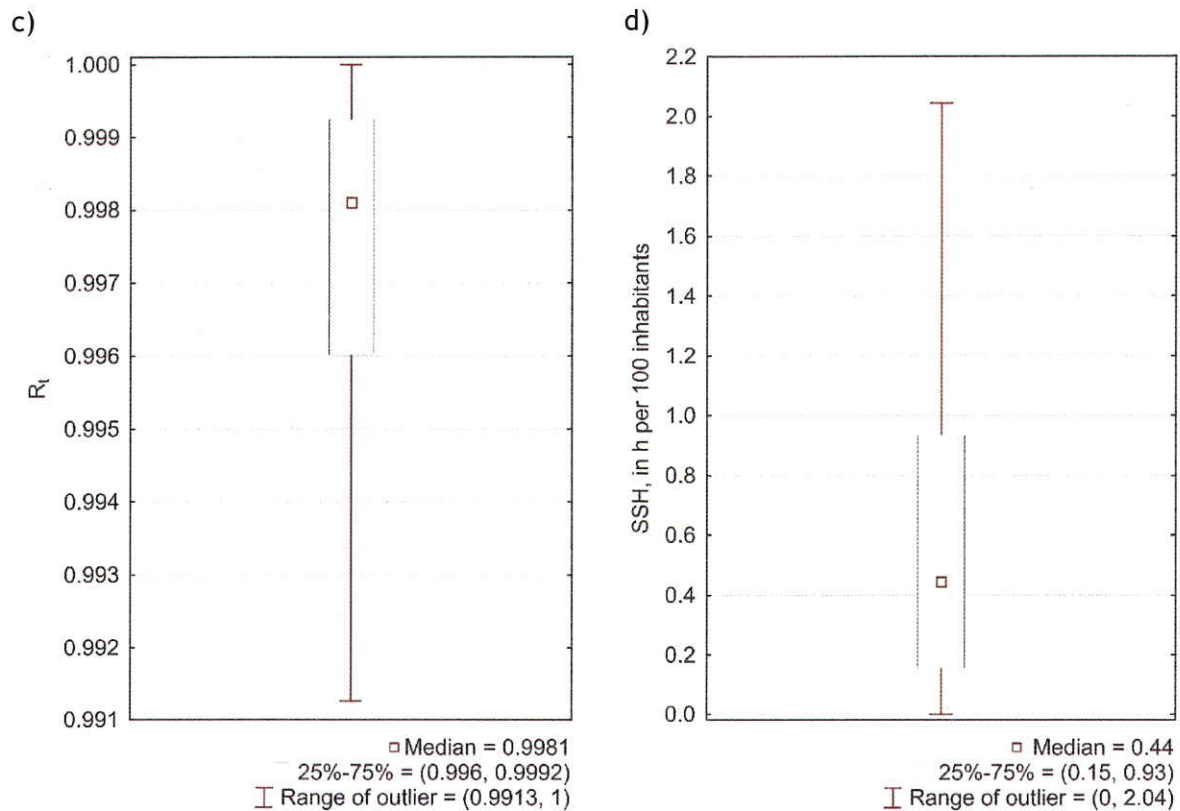 c)
R_t
1.000
0.999
0.998
0.997
0.996
0.995
0.994
0.993
0.992
0.991
Median = 0.9981
25%-75% = (0.996, 0.9992)
Range of outlier = (0.9913, 1)
d)
SSH, in h per 100 inhabitants
2.2
2.0
1.8
1.6
1.4
1.2
1.0
0.8
0.6
0.4
0.2
0.0
Median = 0.44
25%-75% = (0.15, 0.93)
Range of outlier = (0, 2.04)